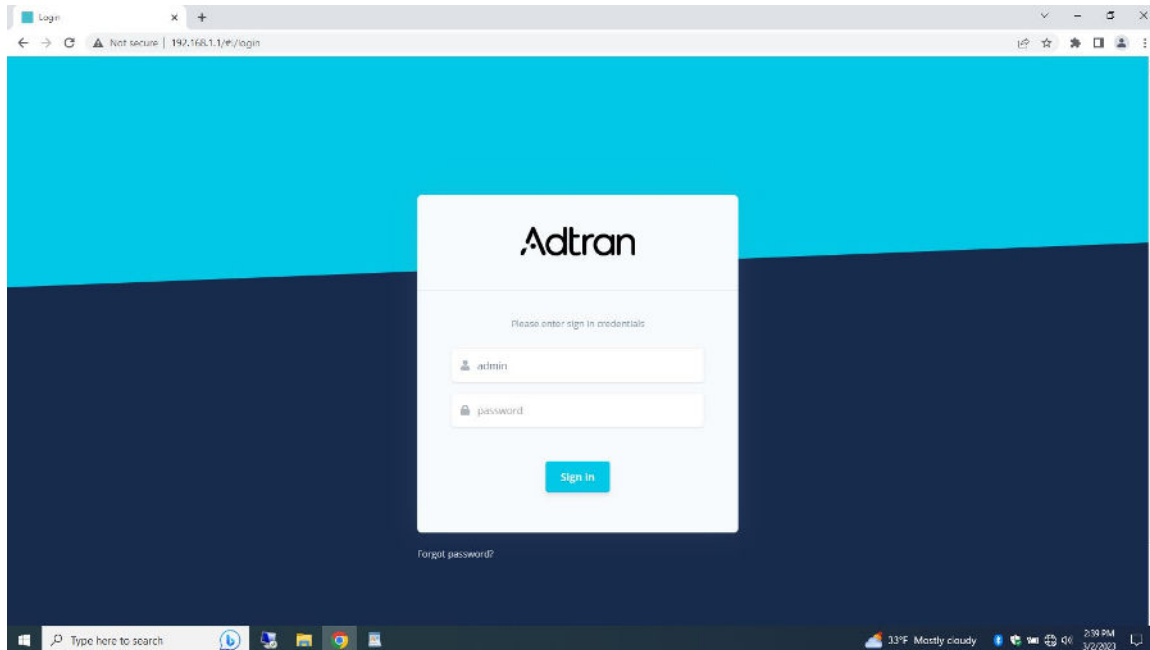 Login
Not secure | 192.168.1.1/#:/login
Adtran
Please enter sign in credentials
admin
password
Sign In
Forgot password?
Type here to search
33°F Mostly cloudy
2:39 PM
3/2/2023